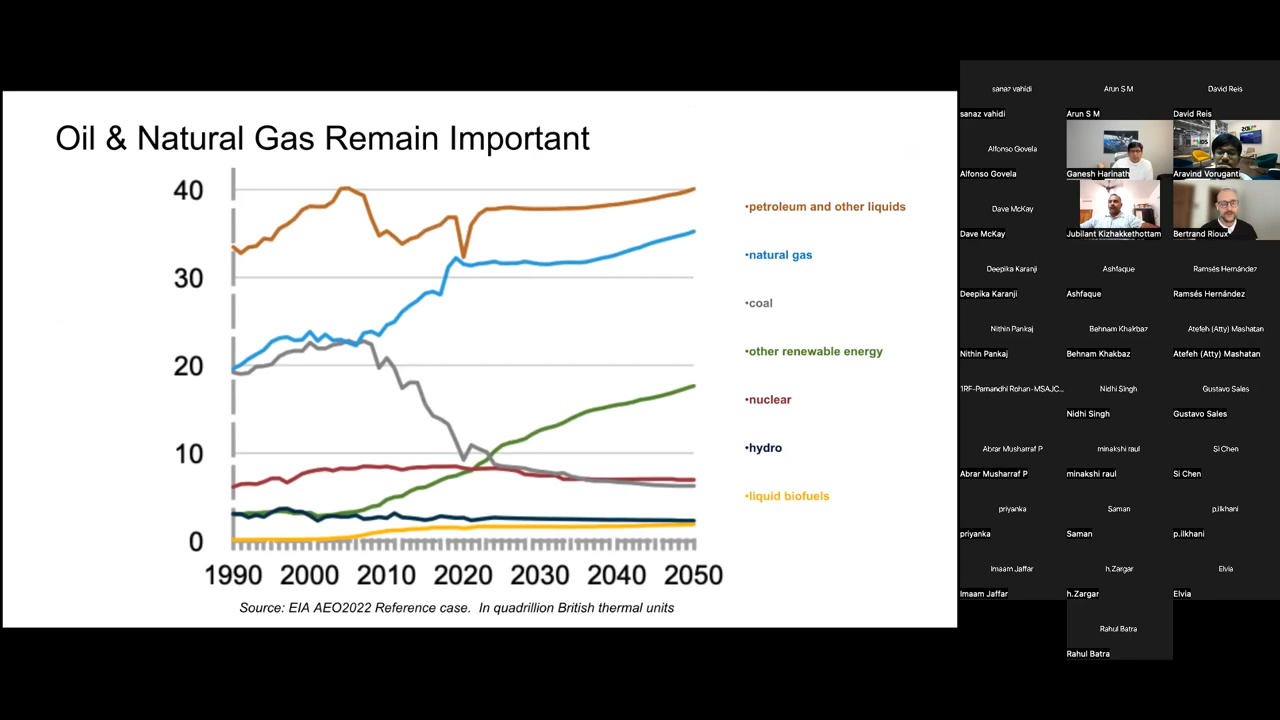 Oil & Natural Gas Remain Important
40
30
20
10
0
1990 2000 2010 2020 2030 2040 2050
•petroleum and other liquids
•natural gas
•coal
•other renewable energy
•nuclear
•hydro
•liquid biofuels
Source: EIA AEO2022 Reference case. In quadrillion British thermal units
sanaz vahidi Arun S M David Reis
sanaz vahidi Arun S M David Reis
Alfonso Govela
Alfonso Govela Ganesh Harinath Aravind Voruganti
Dave McKay
Dave McKay Jubilant Kizhakkethottam Bertrand Rioux
Deepika Karanji Ashfaque Ramsés Hernández
Deepika Karanji Ashfaque Ramsés Hernández
Nithin Pankaj Behnam Khakbaz Atefeh (Atty) Mashatan
Nithin Pankaj Behnam Khakbaz Atefeh (Atty) Mashatan
1RF-Pamandhi Rohan-MSAJC... Nidhi Singh Gustavo Sales
Nidhi Singh Gustavo Sales
Abrar Musharraf P minakshi raul Si Chen
Abrar Musharraf P minakshi raul Si Chen
priyanka Saman p.ilkhani
priyanka Saman p.ilkhani
Imaam Jaffar h.Zargar Elvia
Imaam Jaffar h.Zargar Elvia
Rahul Batra
Rahul Batra